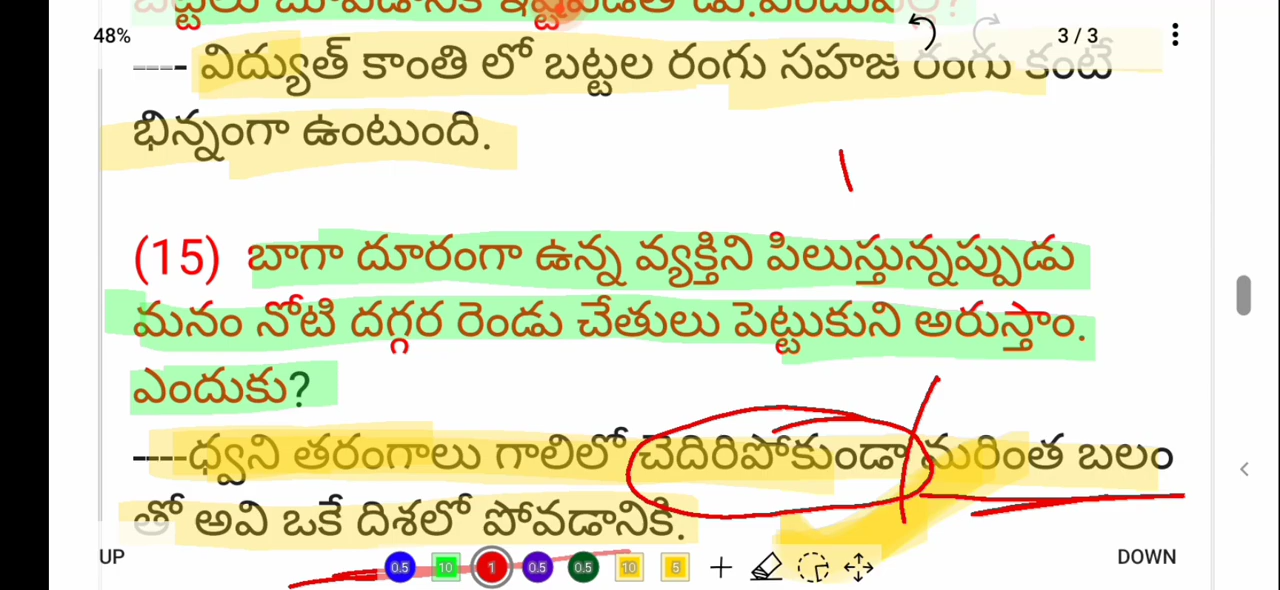 48%
3 / 3
---- విద్యుత్ కాంతి లో బట్టల రంగు సహజ రంగు కంటే
భిన్నంగా ఉంటుంది.
(15) బాగా దూరంగా ఉన్న వ్యక్తిని పిలుస్తున్నప్పుడు
మనం నోటి దగ్గర రెండు చేతులు పెట్టుకుని అరుస్తాం.
ఎందుకు?
----ధ్వని తరంగాలు గాలిలో చెదిరిపోకుండా మరింత బలం
తో అవి ఒకే దిశలో పోవడానికి.
UP
0.5 10 1 0.5 0.5 10 5
DOWN